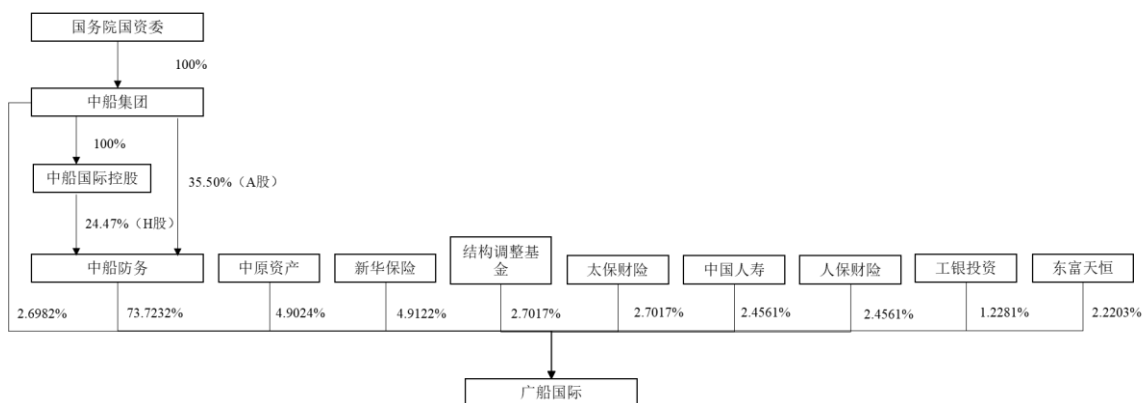 国务院国资委
100%
中船集团
100%
中船国际控股
35.50%（A股）
24.47%（H股）
中船防务
中原资产
新华保险
结构调整基
金
太保财险
中国人寿
人保财险
工银投资
东富天恒
2.6982%
73.7232%
4.9024%
4.9122%
2.7017%
2.7017%
2.4561%
2.4561%
1.2281%
2.2203%
广船国际